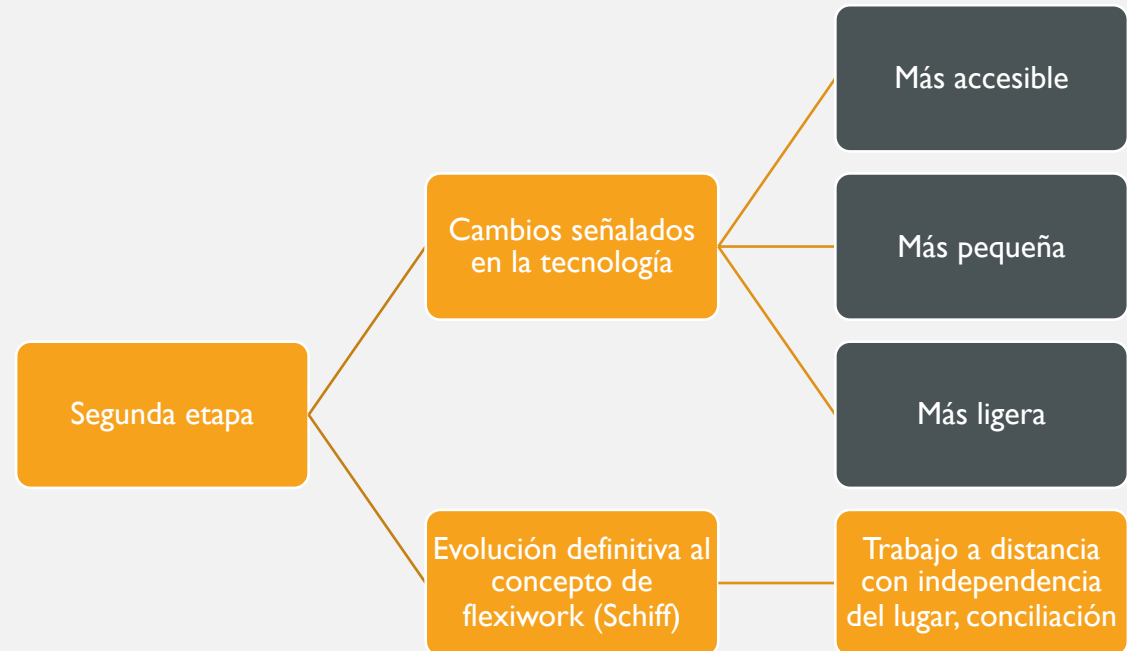 Segunda etapa
Cambios señalados
en la tecnología
Más accesible
Más pequeña
Más ligera
Evolución definitiva al
concepto de
flexiwork (Schiff)
Trabajo a distancia
con independencia
del lugar, conciliación